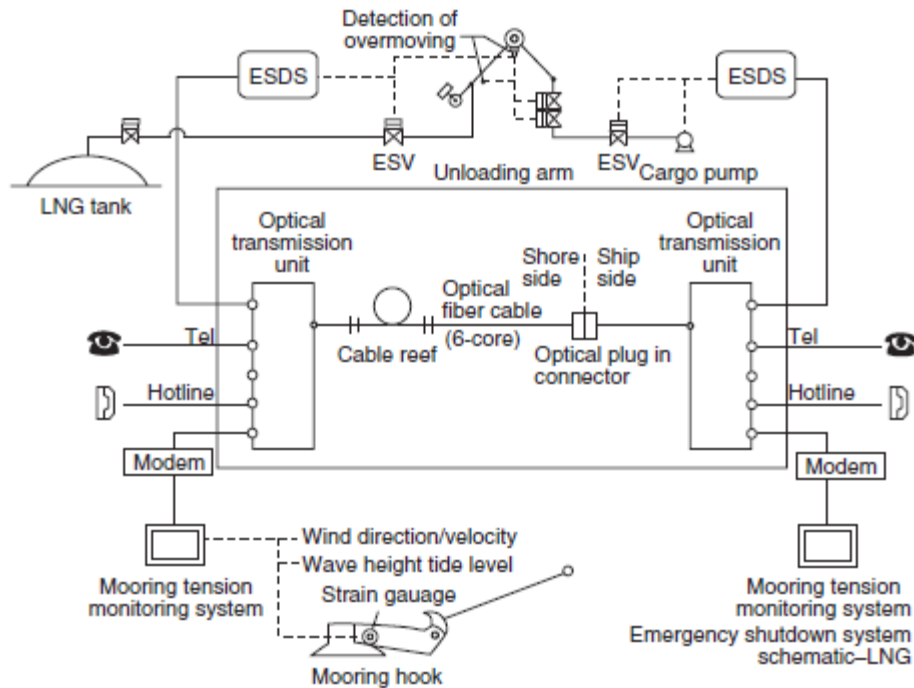 Detection of
overmoving
ESDS
ESDS
ESV
ESV
Cargo pump
Unloading arm
LNG tank
Optical
transmission
unit
Optical
transmission
unit
Shore
side
Ship
side
Optical
fiber cable
(6-core)
Cable reef
Optical plug in
connector
Tel
Tel
Hotline
Hotline
Modem
Modem
Wind direction/velocity
Wave height tide level
Strain gauage
Mooring hook
Mooring tension
monitoring system
Mooring tension
monitoring system
Emergency shutdown system
schematic–LNG